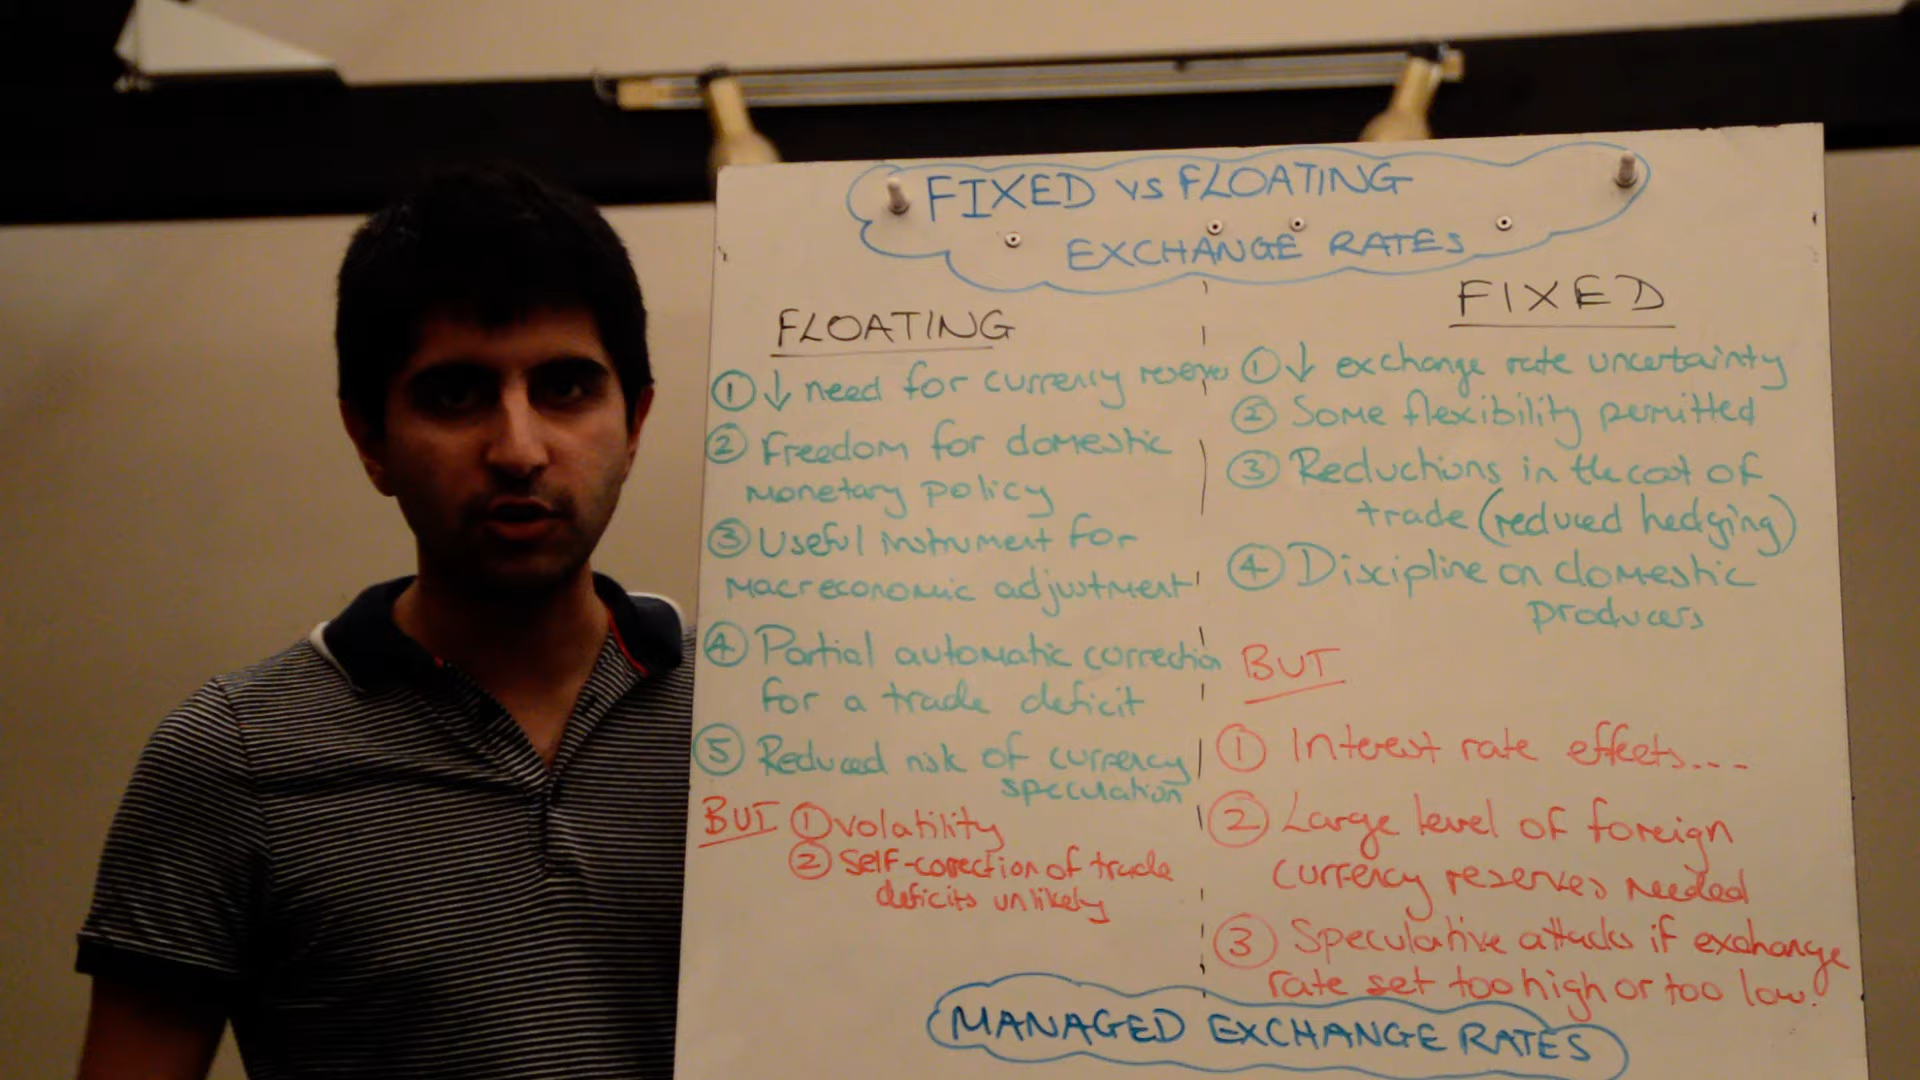 FIXED vs FLOATING
EXCHANGE RATES
FLOATING
① ↓ need for currency reserves
② Freedom for domestic
monetary policy
③ Useful instrument for
macreconomic adjustment
④ Partial automatic correction
for a trade deficit
⑤ Reduced risk of currency
speculation
BUT ① volatility
② self-correction of trade
deficits unlikely
FIXED
① ↓ exchange rate uncertainty
② Some flexibility permitted
③ Reductions in the cost of
trade (reduced hedging)
④ Discipline on domestic
producers
BUT
① Interest rate effects....
② Large level of foreign
currency reserves needed
③ Speculative attacks if exchange
rate set too high or too low.
MANAGED EXCHANGE RATES